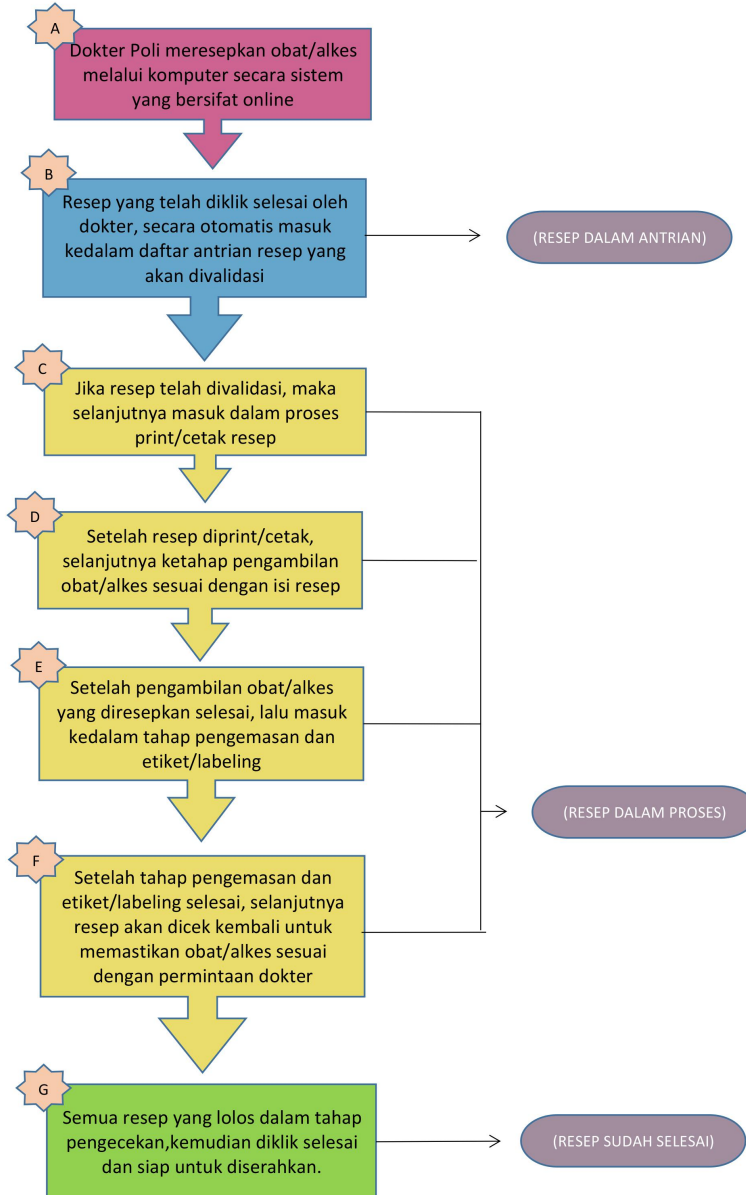 A
Dokter Poli meresepkan obat/alkes
melalui komputer secara sistem
yang bersifat online
B
Resep yang telah diklik selesai oleh
dokter, secara otomatis masuk
kedalam daftar antrian resep yang
akan divalidasi
(RESEP DALAM ANTRIAN)
C
Jika resep telah divalidasi, maka
selanjutnya masuk dalam proses
print/cetak resep
D
Setelah resep diprint/cetak,
selanjutnya ketahap pengambilan
obat/alkes sesuai dengan isi resep
E
Setelah pengambilan obat/alkes
yang diresepkan selesai, lalu masuk
kedalam tahap pengemasan dan
etiket/labeling
(RESEP DALAM PROSES)
F
Setelah tahap pengemasan dan
etiket/labeling selesai, selanjutnya
resep akan dicek kembali untuk
memastikan obat/alkes sesuai
dengan permintaan dokter
G
Semua resep yang lolos dalam tahap
pengecekan,kemudian diklik selesai
dan siap untuk diserahkan.
(RESEP SUDAH SELESAI)